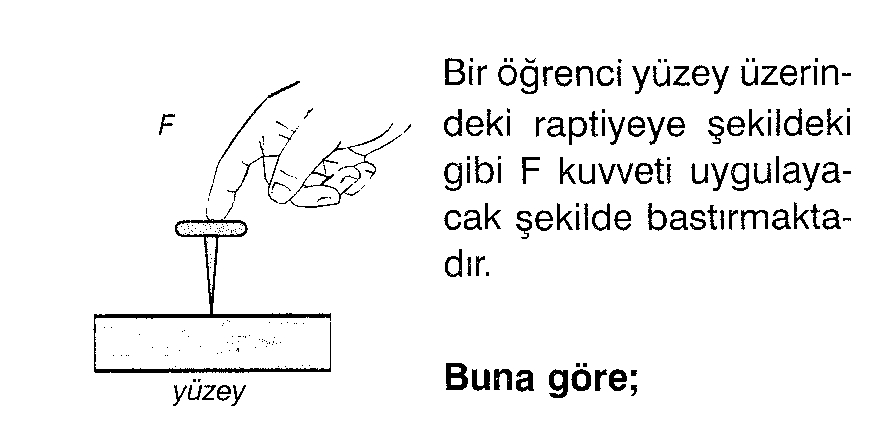 F
yüzey
Bir öğrenci yüzey üzerin-
deki raptiyeye şekildeki
gibi F kuvveti uygulaya-
cak şekilde bastırmakta-
dır.
Buna göre;